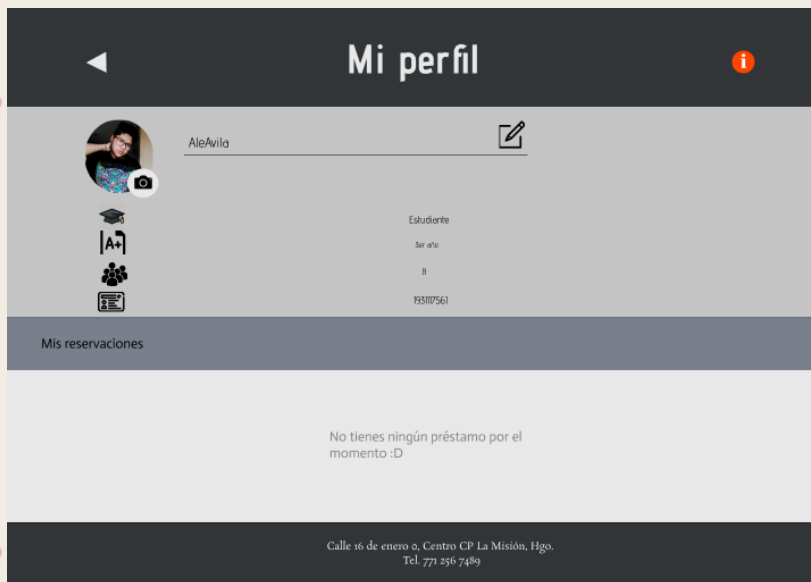 Mi perfil
i
AleAvila
Estudiante
A+
3er año
B
1931117561
Mis reservaciones
No tienes ningún préstamo por el
momento :D
Calle 16 de enero 0, Centro CP La Misión, Hgo.
Tel. 771 256 7489